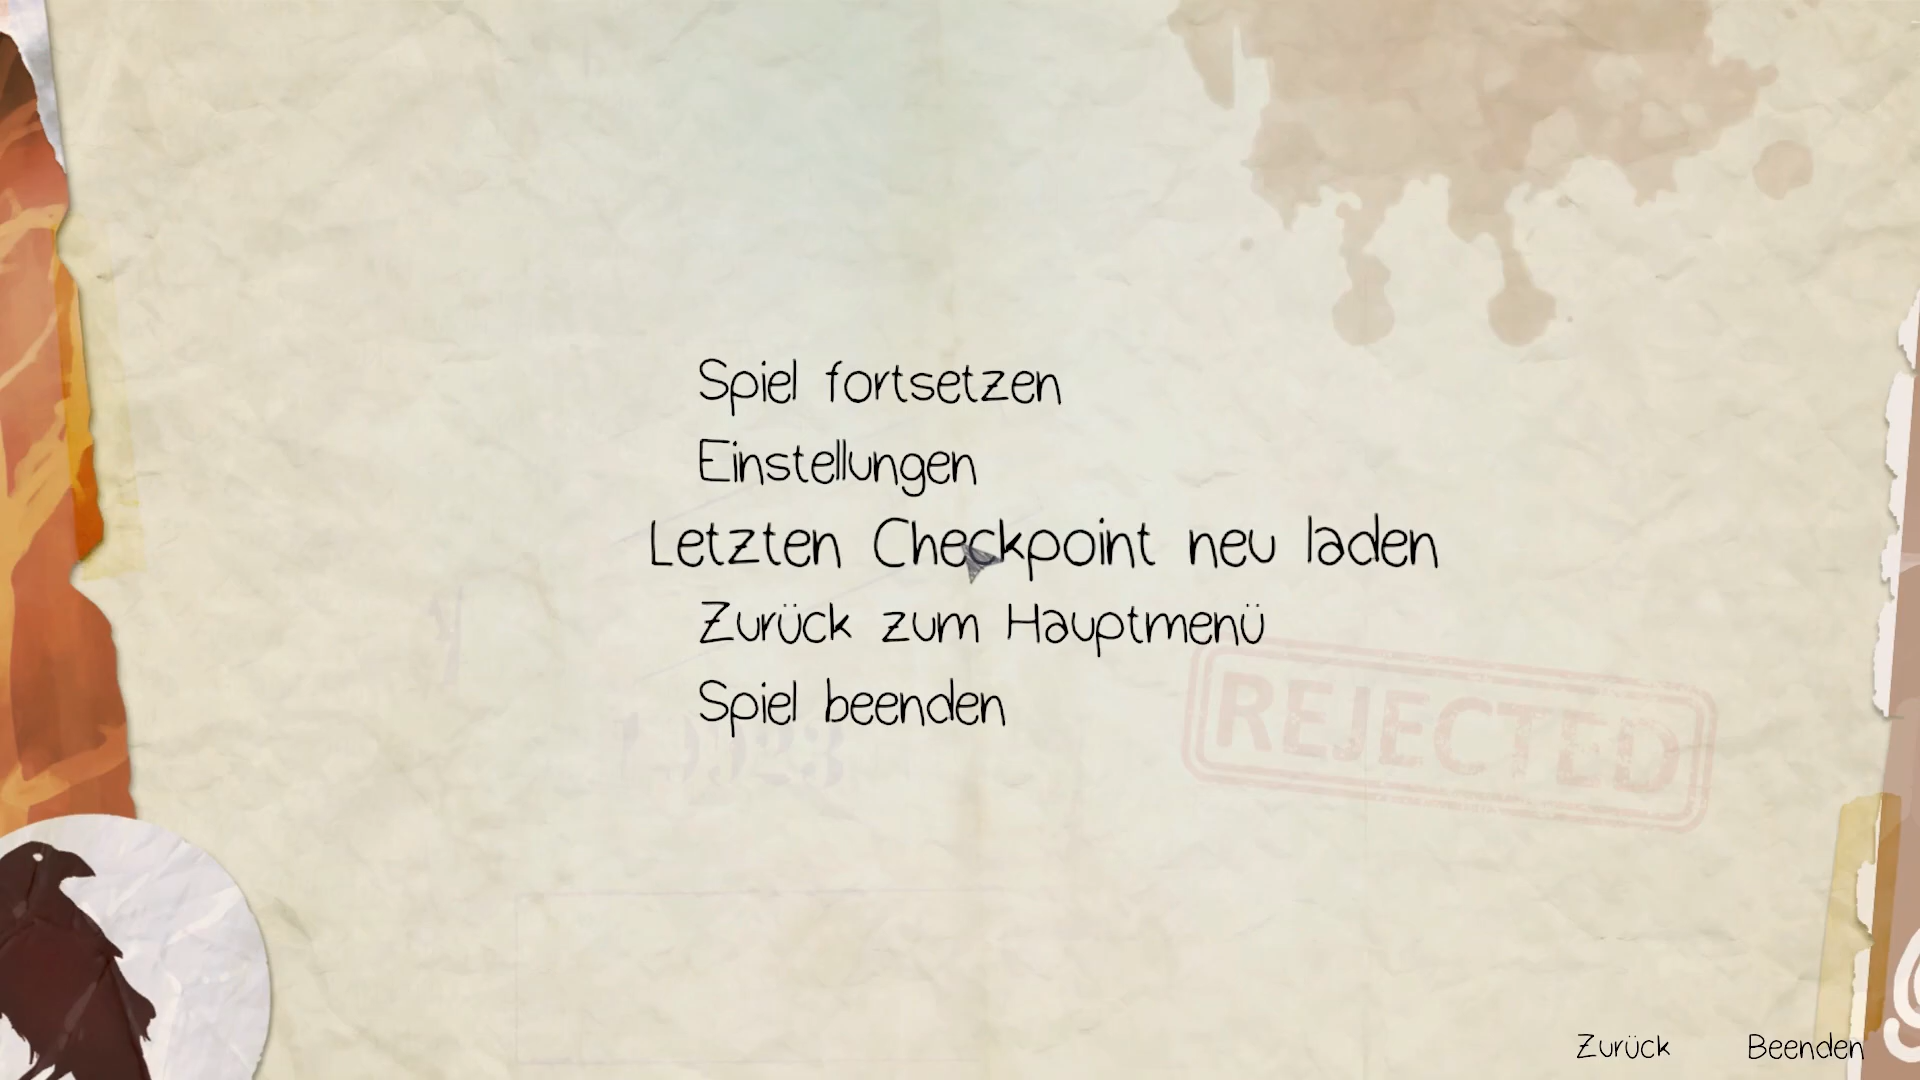 Spiel fortsetzen
Einstellungen
Letzten Checkpoint neu laden
Zurück zum Hauptmenü
Spiel beenden
REJECTED
Zurück Beenden